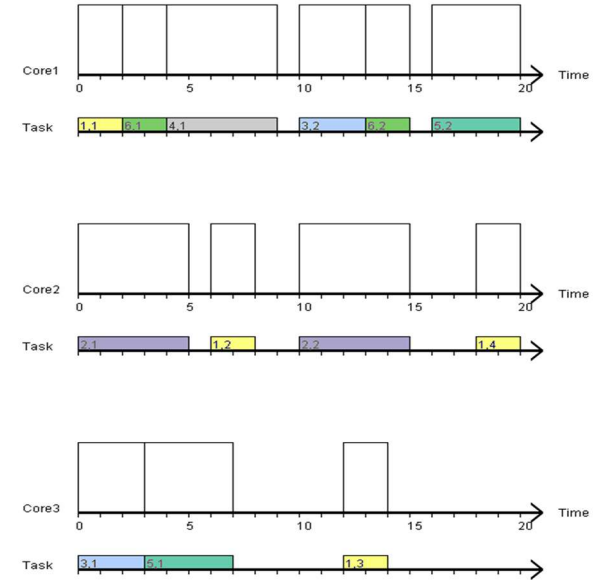 Core1
0 5 10 15 20 Time
Task 1,1 6,1 4,1 3,2 6,2 5,2
Core2
0 5 10 15 20 Time
Task 2,1 1,2 2,2 1,4
Core3
0 5 10 15 20 Time
Task 3,1 5,1 1,3